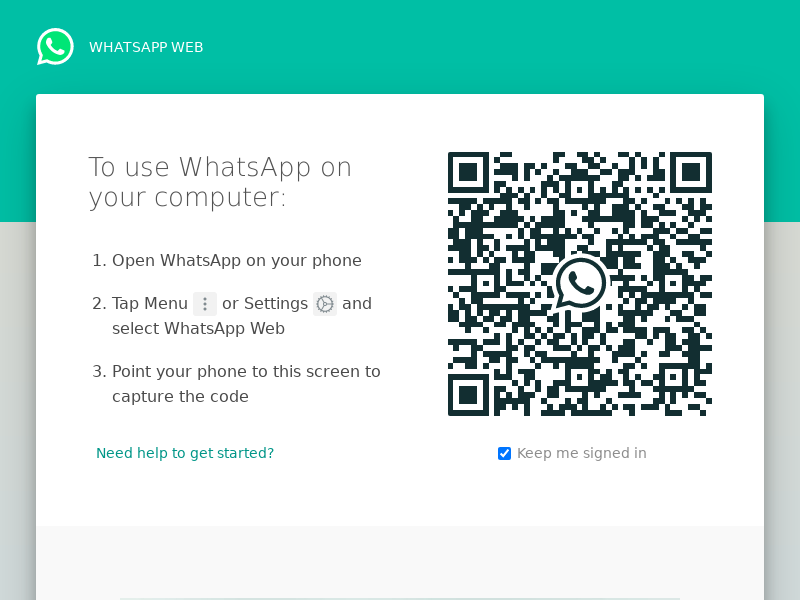 WHATSAPP WEB
To use WhatsApp on
your computer:
1. Open WhatsApp on your phone
2. Tap Menu or Settings and
select WhatsApp Web
3. Point your phone to this screen to
capture the code
Need help to get started?
Keep me signed in